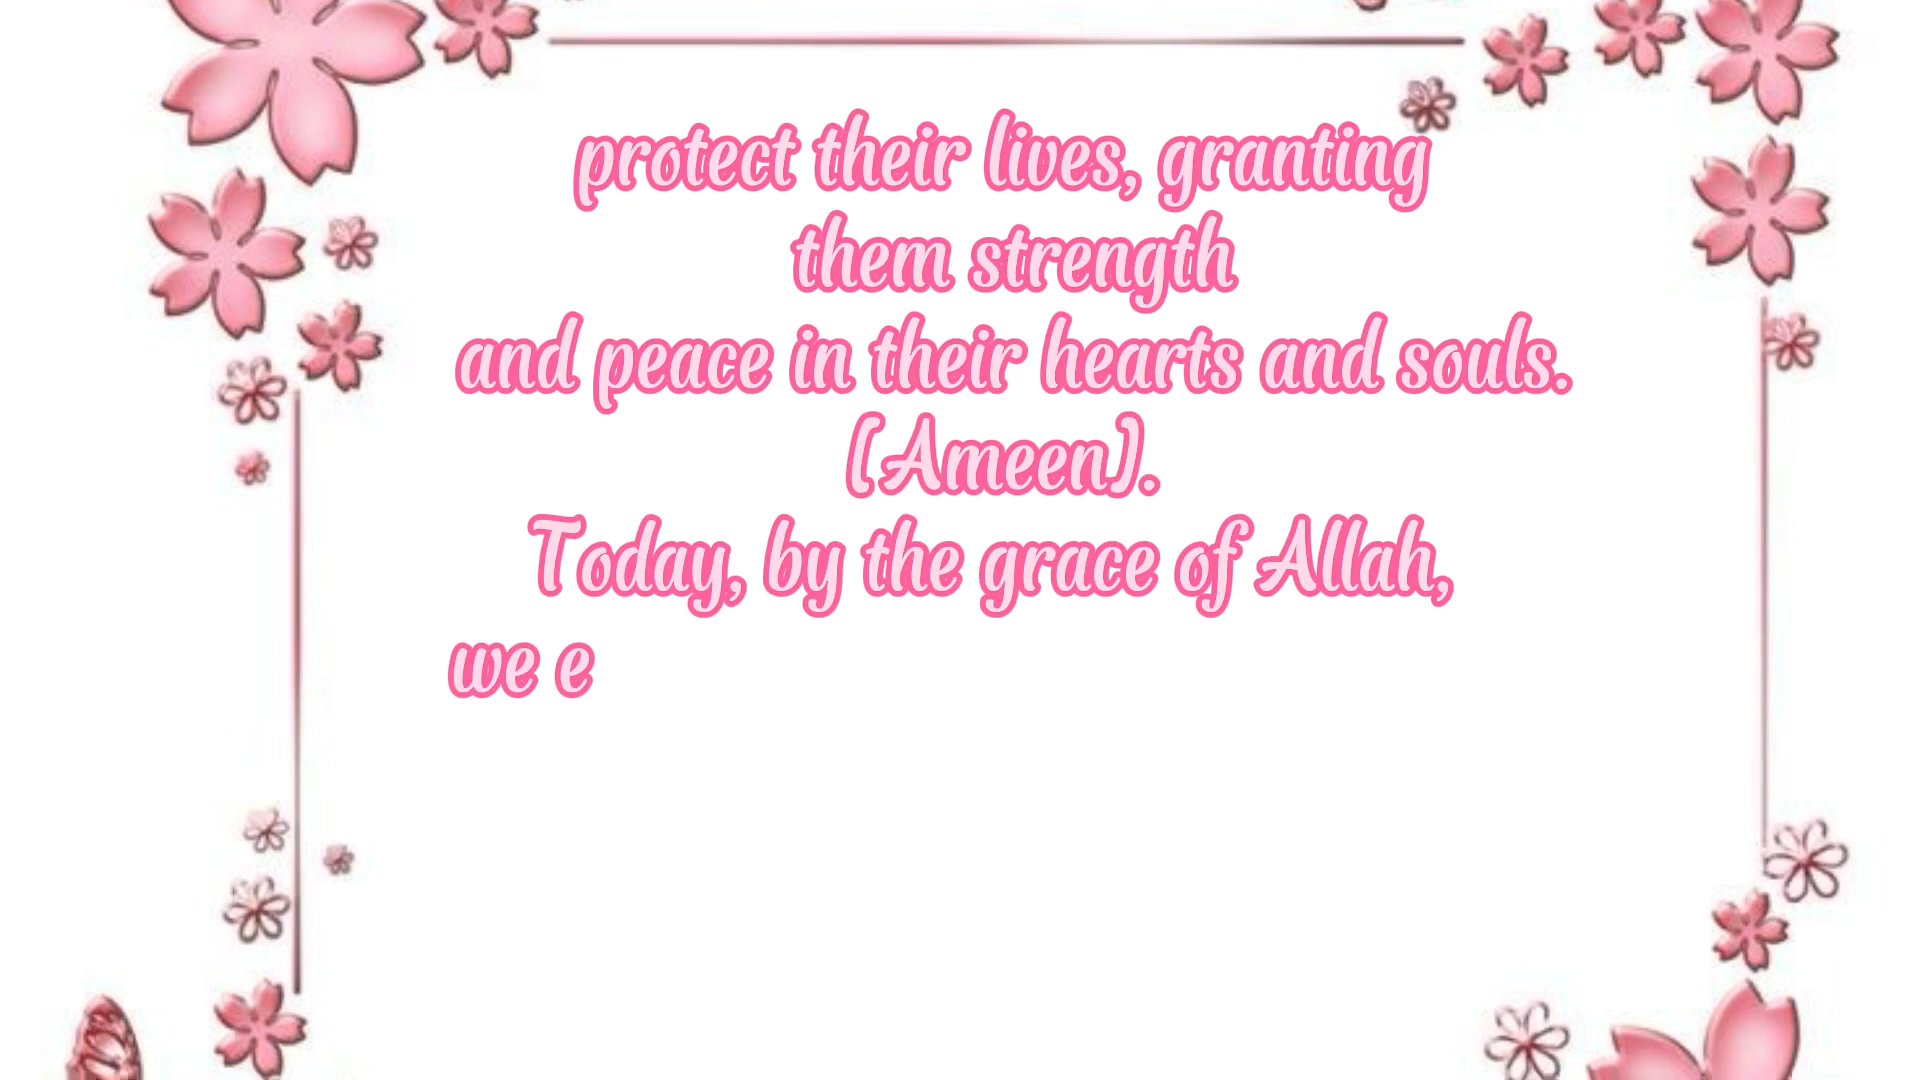 protect their lives, granting
them strength
and peace in their hearts and souls.
(Ameen).
Today, by the grace of Allah,
we e